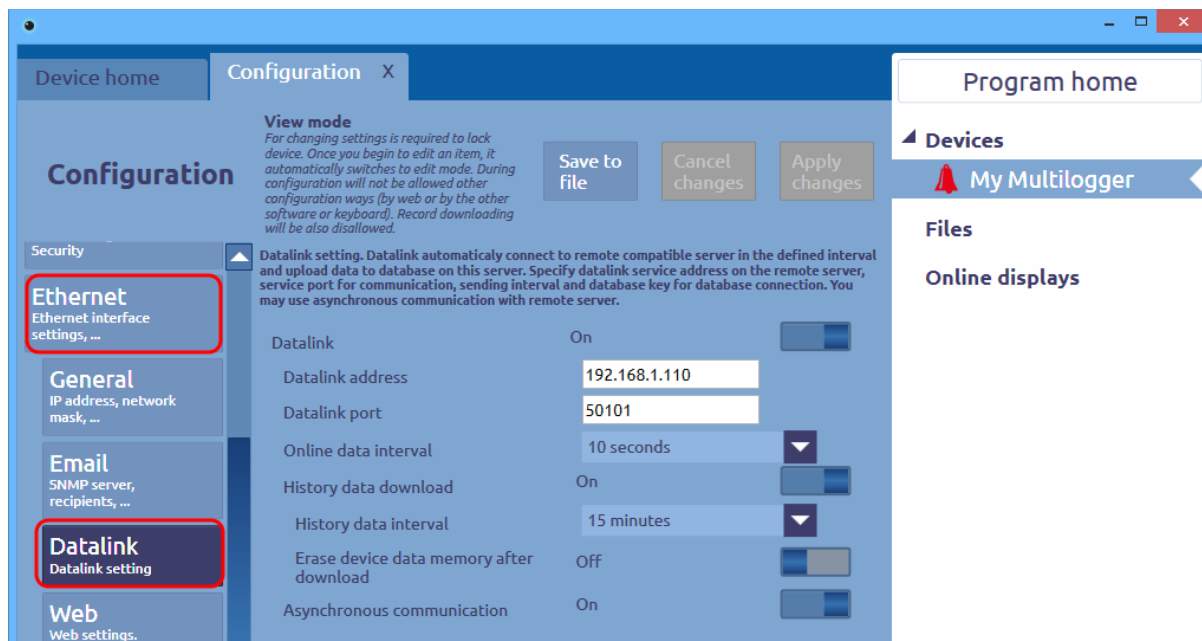 Device home
Configuration X
Program home
Configuration
View mode
For changing settings is required to lock
device. Once you begin to edit an item, it
automatically switches to edit mode. During
configuration will not be allowed other
configuration ways (by web or by the other
software or keyboard). Record downloading
will be also disallowed.
Save to
file
Cancel
changes
Apply
changes
Devices
My Multilogger
Files
Online displays
Security
Ethernet
Ethernet interface
settings, ...
General
IP address, network
mask, ...
Email
SNMP server,
recipients, ...
Datalink
Datalink setting
Web
Web settings.
Datalink setting. Datalink automaticaly connect to remote compatible server in the defined interval
and upload data to database on this server. Specify datalink service address on the remote server,
service port for communication, sending interval and database key for database connection. You
may use asynchronous communication with remote server.
Datalink On
Datalink address 192.168.1.110
Datalink port 50101
Online data interval 10 seconds
History data download On
History data interval 15 minutes
Erase device data memory after
download Off
Asynchronous communication On